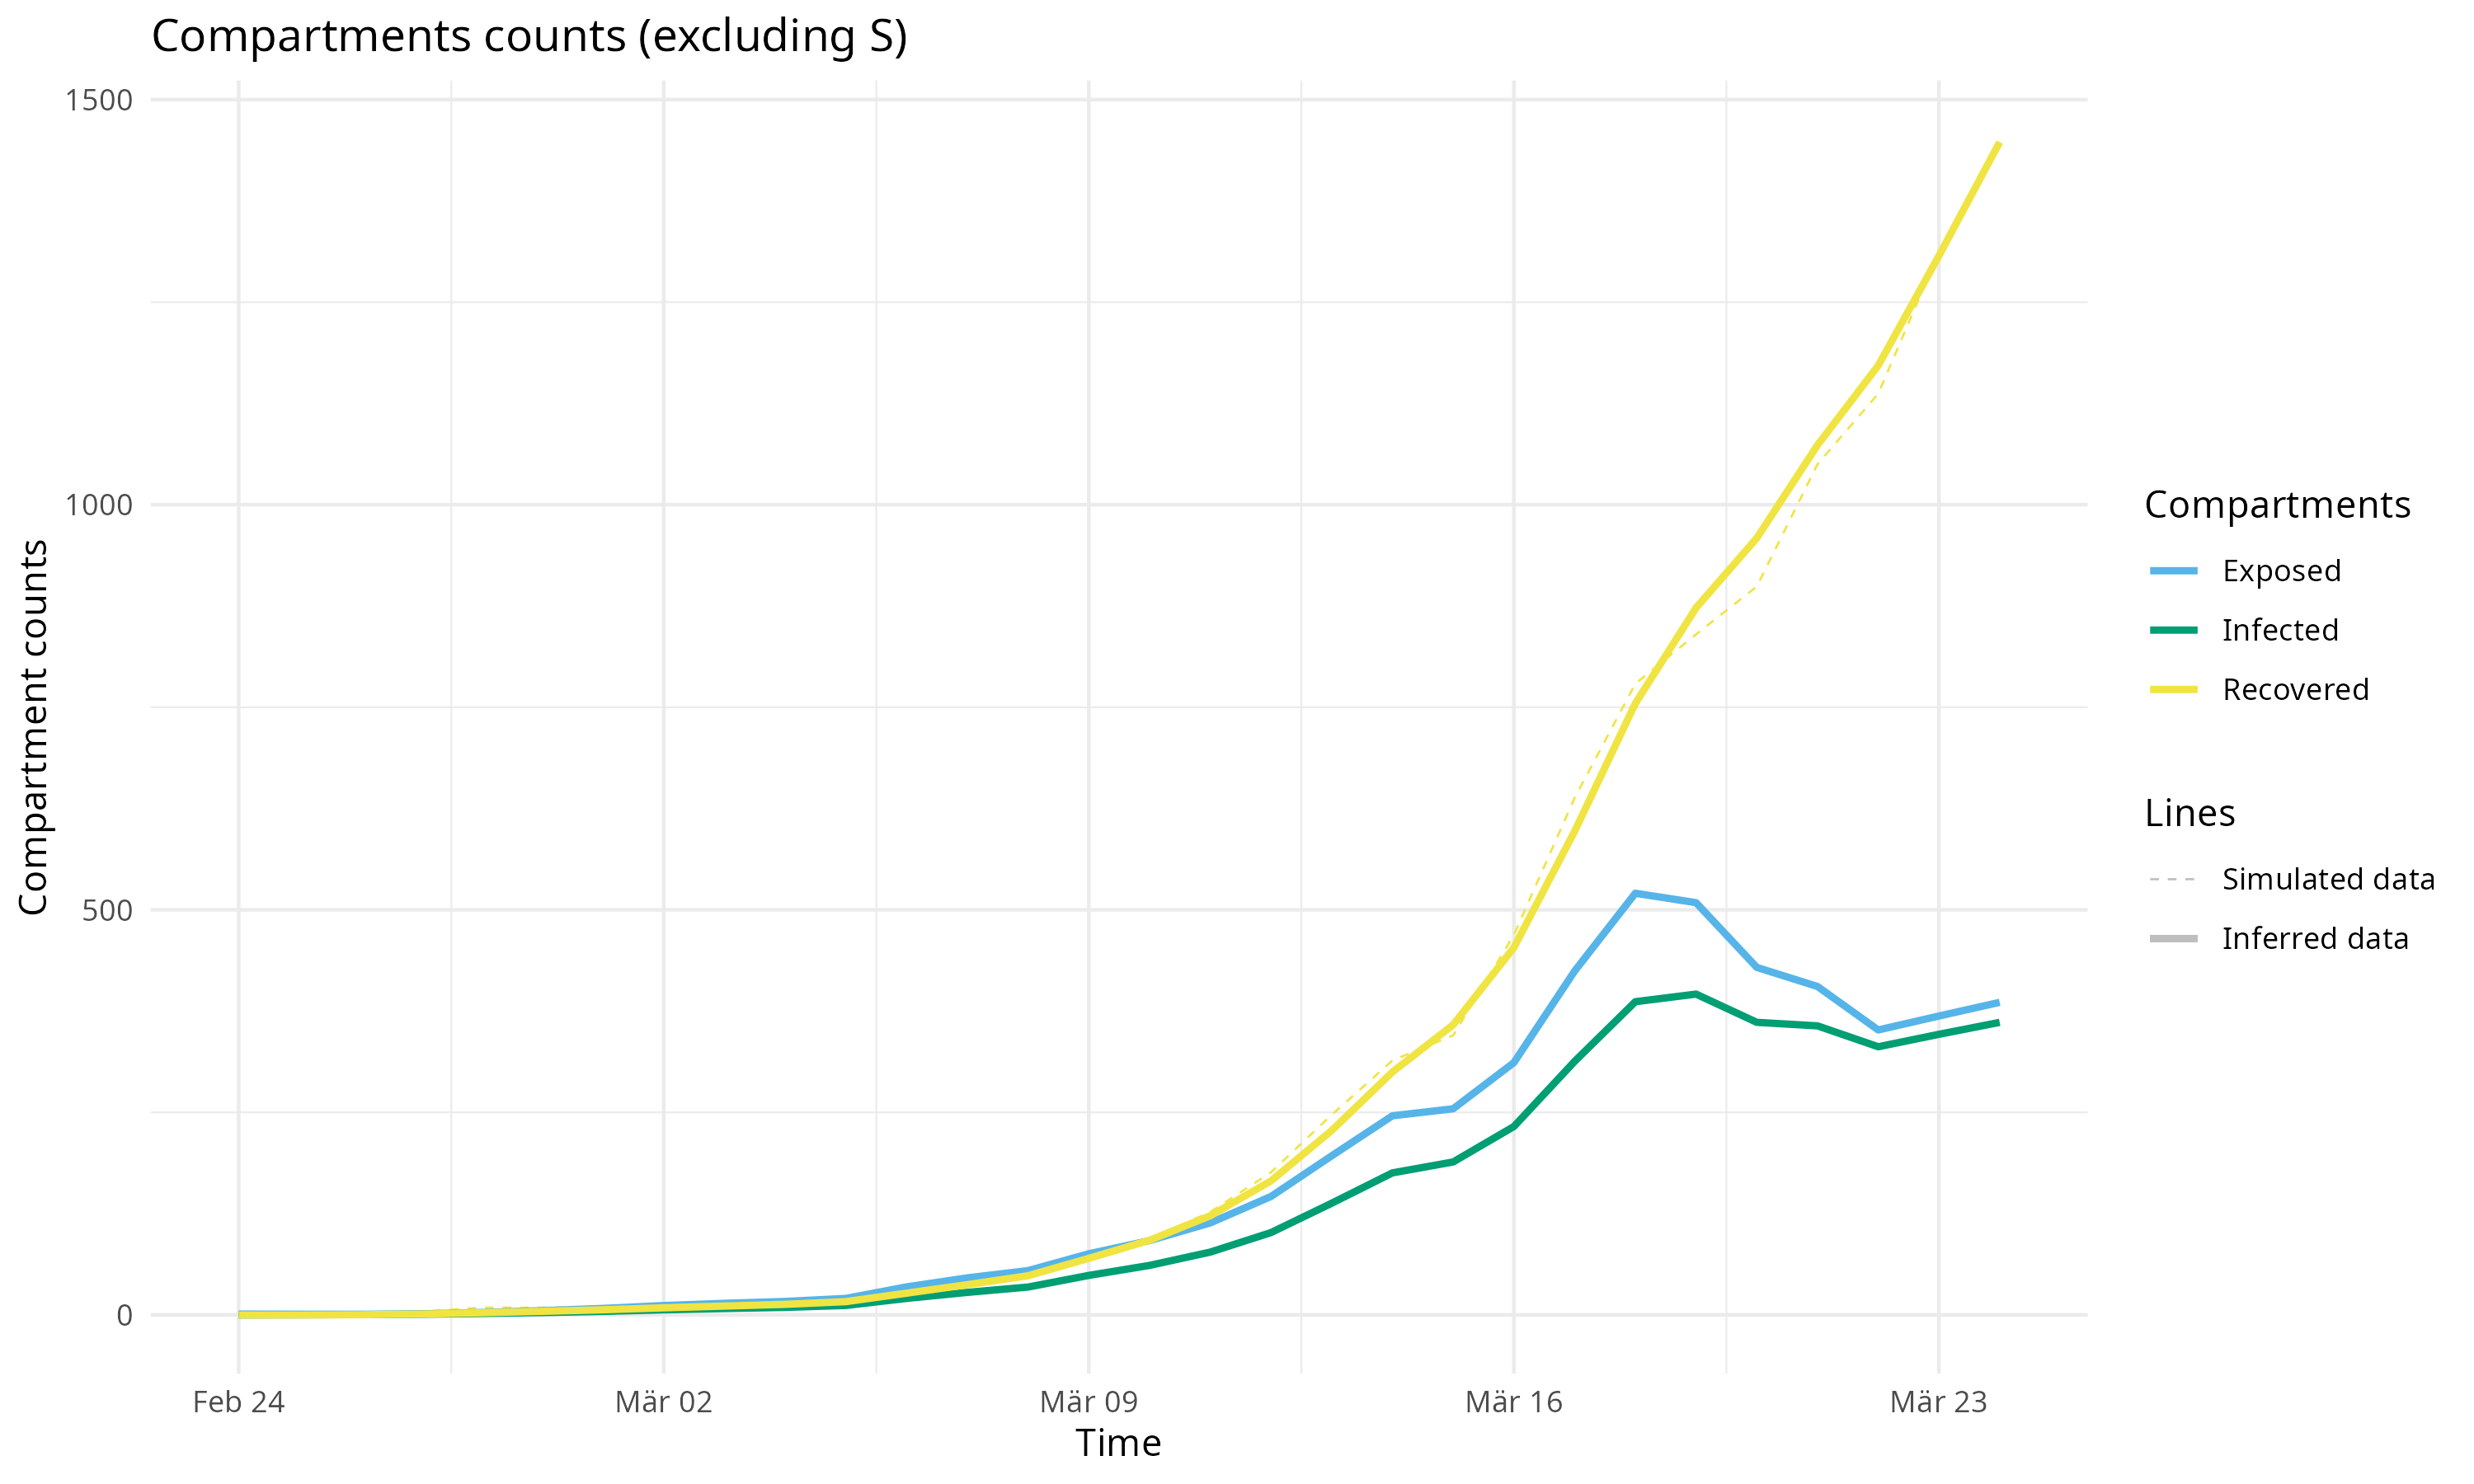 Compartments counts (excluding S)
1500
1000
500
0
Compartment counts
Feb 24
Mär 02
Mär 09
Mär 16
Mär 23
Time
Compartments
Exposed
Infected
Recovered
Lines
Simulated data
Inferred data